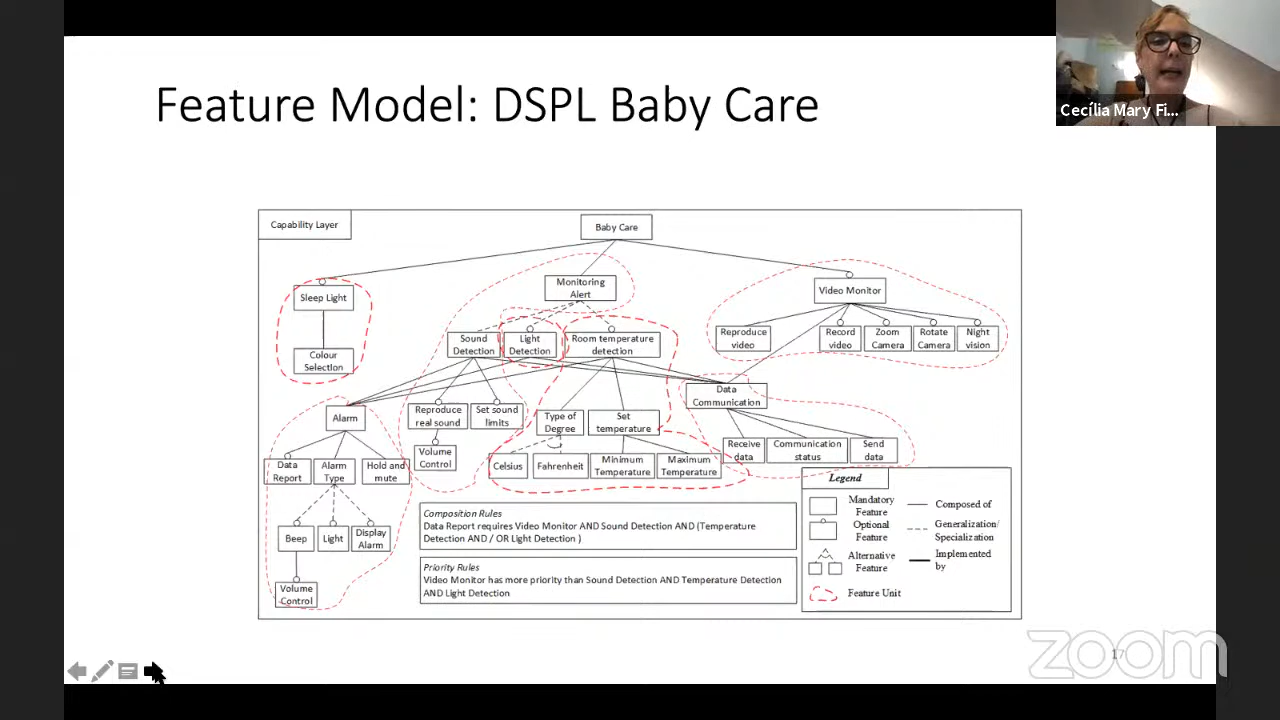 Cecília Mary Fi...
Feature Model: DSPL Baby Care
Capability Layer
Baby Care
Sleep Light
Monitoring
Alert
Video Monitor
Colour
Selection
Sound
Detection
Light
Detection
Room temperature
detection
Reproduce
video
Record
video
Zoom
Camera
Rotate
Camera
Night
vision
Data
Communication
Alarm
Reproduce
real sound
Set sound
limits
Type of
Degree
Set
temperature
Receive
data
Communication
status
Send
data
Volume
Control
Celsius
Fahrenheit
Minimum
Temperature
Maximum
Temperature
Data
Report
Alarm
Type
Hold and
mute
Beep
Light
Display
Alarm
Volume
Control
Composition Rules
Data Report requires Video Monitor AND Sound Detection AND (Temperature
Detection AND / OR Light Detection )
Priority Rules
Video Monitor has more priority than Sound Detection AND Temperature Detection
AND Light Detection
Legend
Mandatory
Feature
Composed of
Optional
Feature
Generalization/
Specialization
Alternative
Feature
Implemented
by
Feature Unit
17
zoom